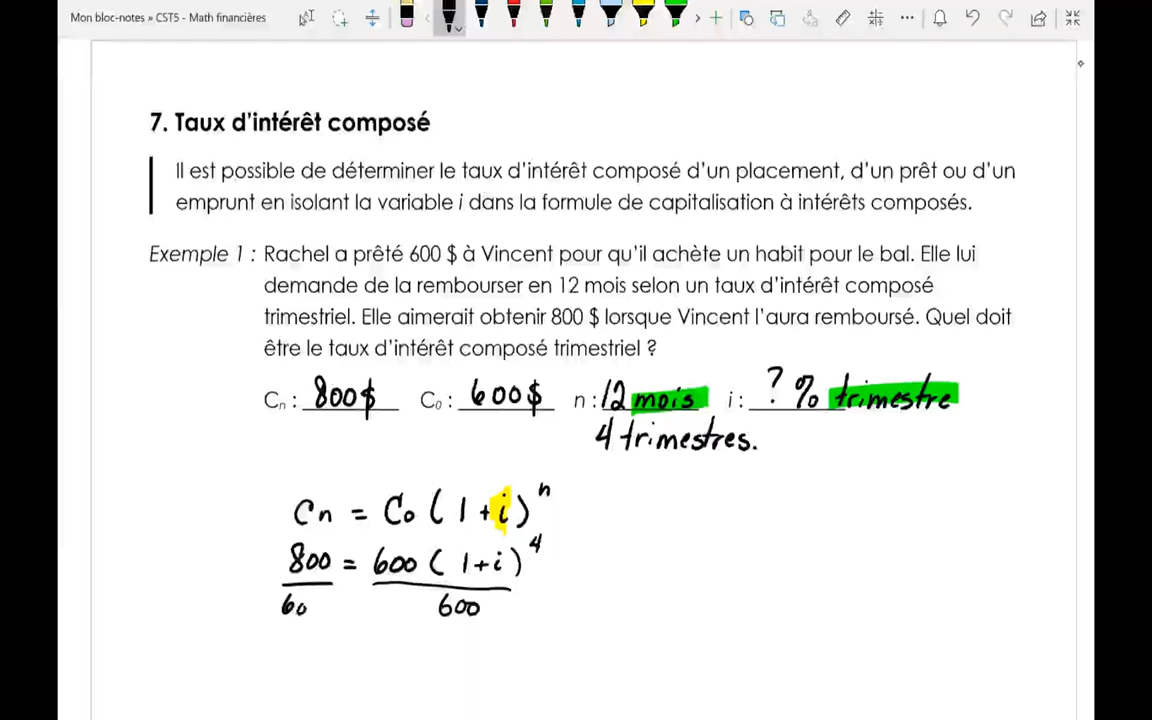 Mon bloc-notes » CST5 - Math financières
7. Taux d'intérêt composé
Il est possible de déterminer le taux d'intérêt composé d'un placement, d'un prêt ou d'un
emprunt en isolant la variable i dans la formule de capitalisation à intérêts composés.
Exemple 1 : Rachel a prêté 600 $ à Vincent pour qu'il achète un habit pour le bal. Elle lui
demande de la rembourser en 12 mois selon un taux d'intérêt composé
trimestriel. Elle aimerait obtenir 800 $ lorsque Vincent l'aura remboursé. Quel doit
être le taux d'intérêt composé trimestriel ?
Cn : 800$ C0 : 600$ n : 12 mois i : ? % trimestre
4 trimestres.
Cn = C0 ( 1 + i )^n
800 = 600 ( 1 + i )^4
60 600